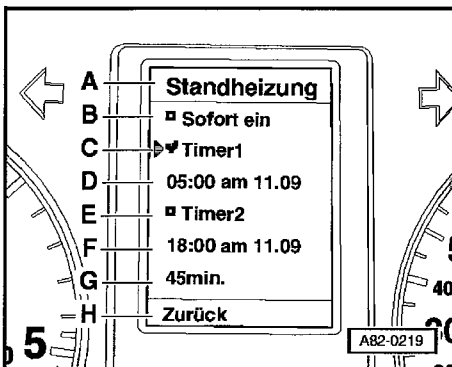 A Standheizung
B Sofort ein
C Timer1
D 05:00 am 11.09
E Timer2
F 18:00 am 11.09
G 45min.
H Zurück
5
40
A82-0219